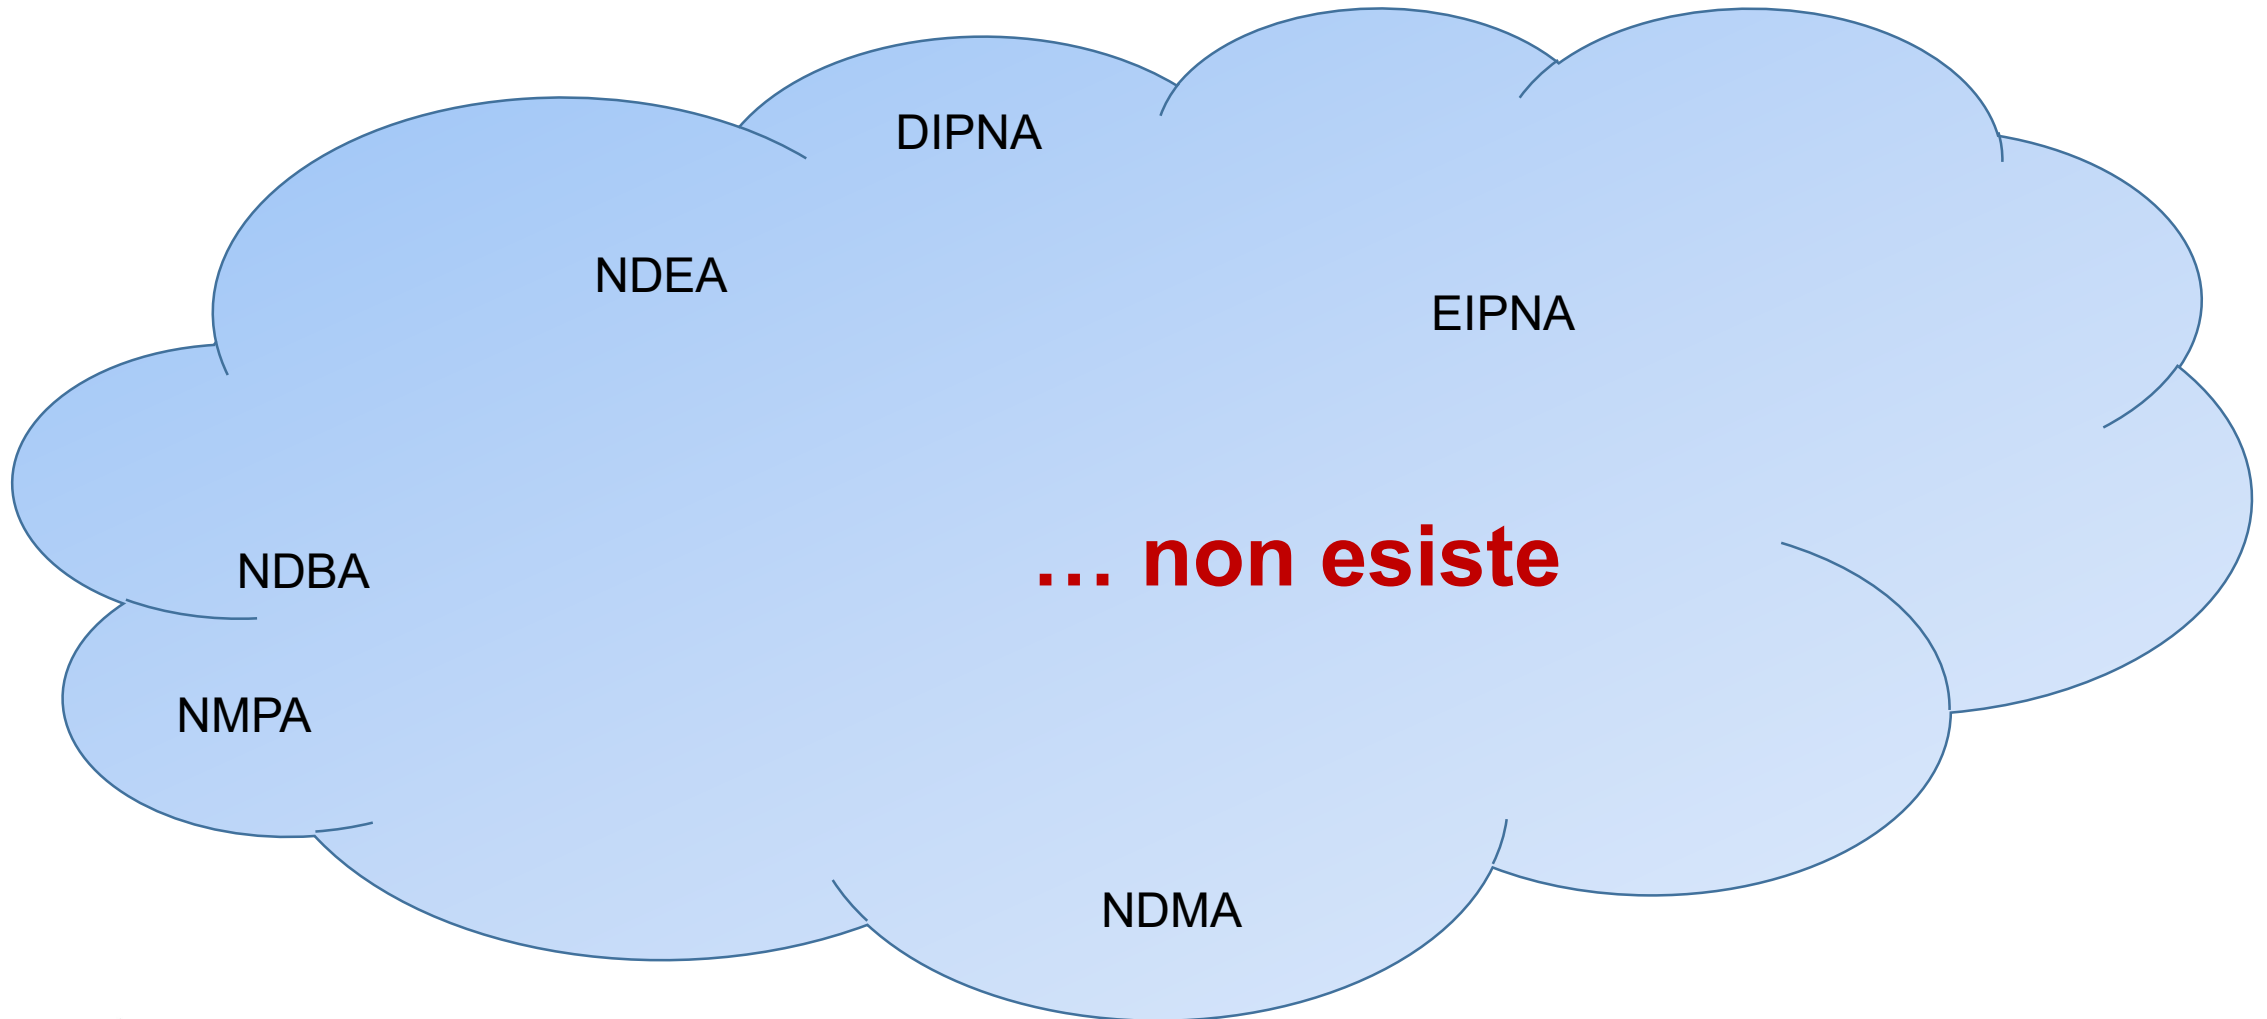 DIPNA
NDEA
EIPNA
… non esiste
NDBA
NMPA
NDMA